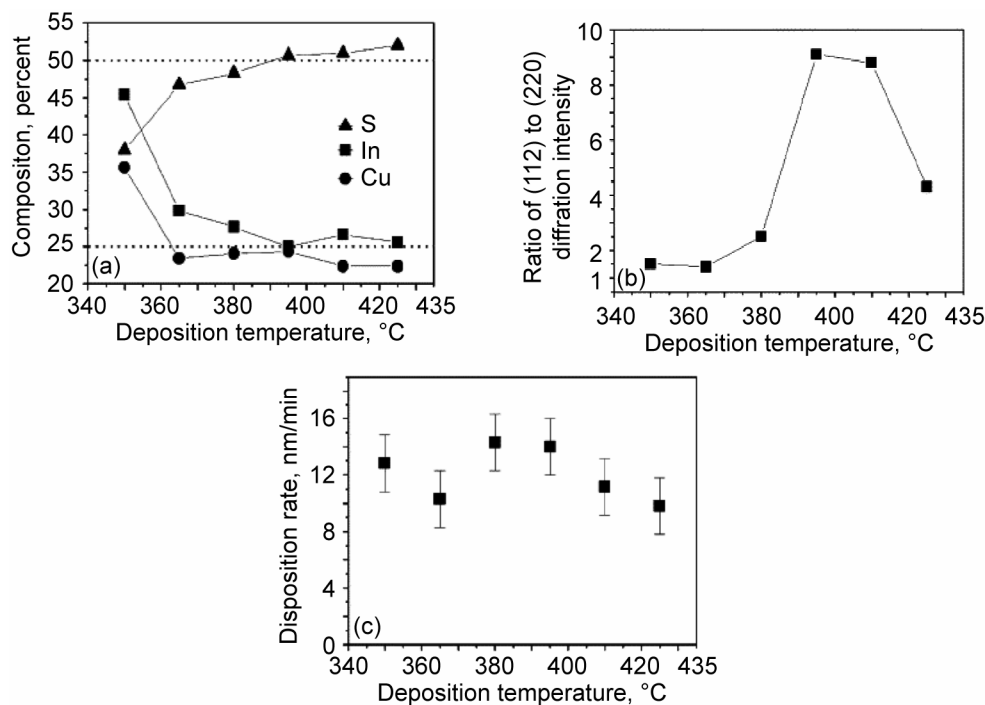 Compositon, percent
55
50
45
40
35
30
25
20
S
In
Cu
(a)
340 360 380 400 420 435
Deposition temperature, °C
Ratio of (112) to (220)
diffration intensity
10
8
6
4
2
1
(b)
340 360 380 400 420 435
Deposition temperature, °C
Disposition rate, nm/min
16
12
8
4
0
(c)
340 360 380 400 420 435
Deposition temperature, °C